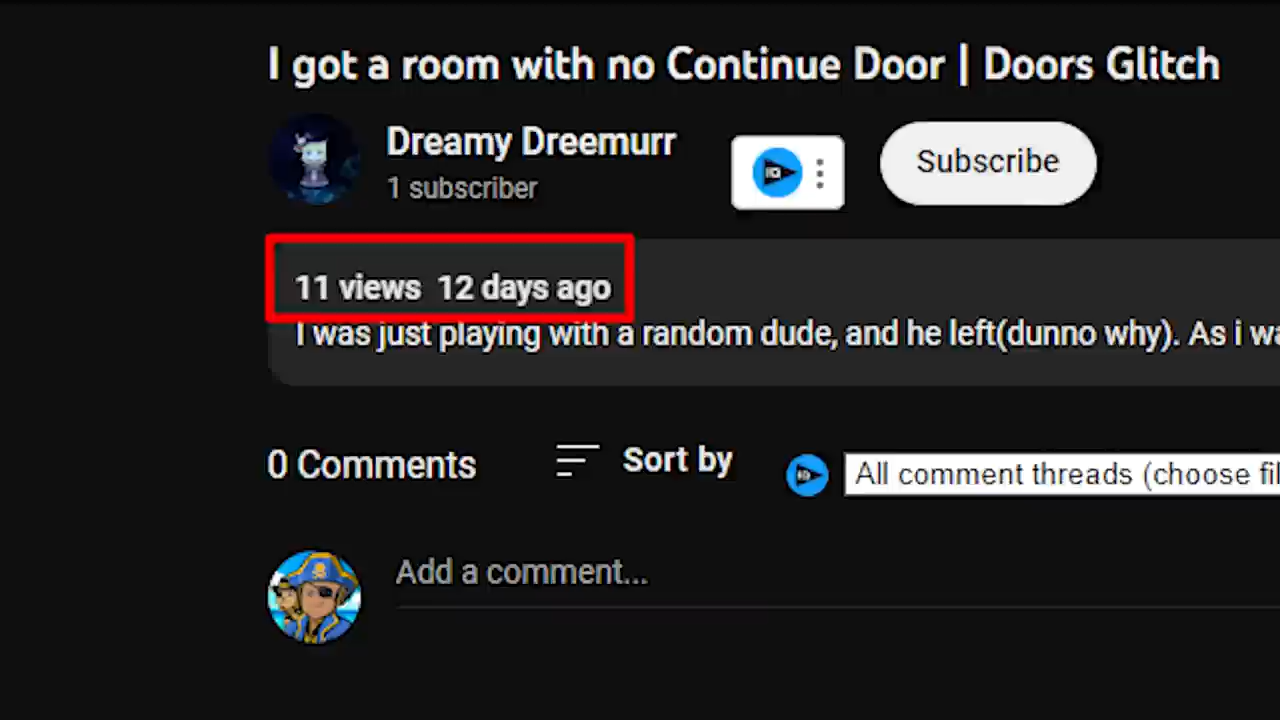 I got a room with no Continue Door | Doors Glitch
Dreamy Dreemurr
1 subscriber
Subscribe
11 views 12 days ago
I was just playing with a random dude, and he left(dunno why). As i wa
0 Comments
Sort by
All comment threads (choose fil
Add a comment...